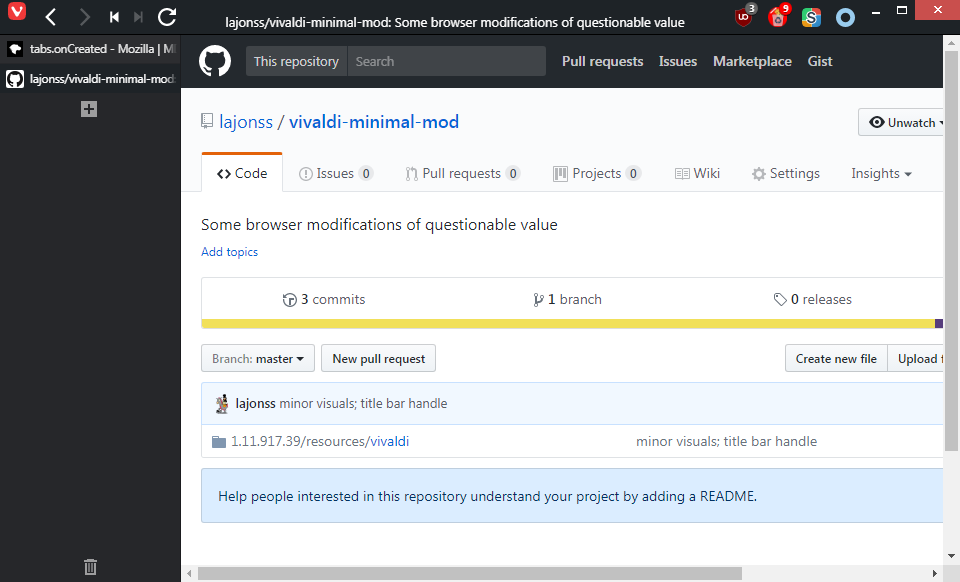 lajonss/vivaldi-minimal-mod: Some browser modifications of questionable value
3
9
tabs.onCreated - Mozilla | M
lajonss/vivaldi-minimal-mod:
This repository Search Pull requests Issues Marketplace Gist
lajonss / vivaldi-minimal-mod
Unwatch
Code Issues 0 Pull requests 0 Projects 0 Wiki Settings Insights
Some browser modifications of questionable value
Add topics
3 commits 1 branch 0 releases
Branch: master New pull request Create new file Upload f
lajonss minor visuals; title bar handle
1.11.917.39/resources/vivaldi minor visuals; title bar handle
Help people interested in this repository understand your project by adding a README.